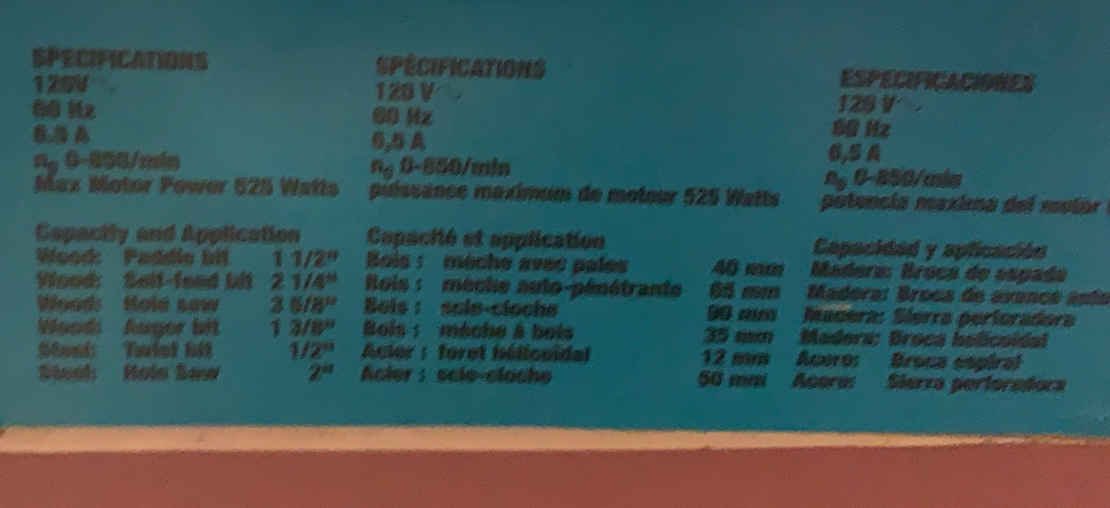 SPECIFICATIONS
120V
60 Hz
6.5 A
n₀ 0-850/min
Max Motor Power 525 Watts
Capacity and Application
Wood: Paddle bit 1 1/2"
Wood: Self-feed bit 2 1/4"
Wood: Hole saw 3 5/8"
Wood: Auger bit 1 3/8"
Steel: Twist bit 1/2"
Steel: Hole Saw 2"
SPÉCIFICATIONS
120 V
60 Hz
6,5 A
n₀ 0-850/min
puissance maximum de moteur 525 Watts
Capacité et application
Bois : mèche avec pales 40 mm
Bois : mèche auto-pénétrante 65 mm
Bois : scie-cloche 90 mm
Bois : mèche à bois 35 mm
Acier : foret hélicoïdal 12 mm
Acier : scie-cloche 50 mm
ESPECIFICACIONES
120 V
60 Hz
6,5 A
n₀ 0-850/min
potencia maxima del motor
Capacidad y aplicación
Madera: Broca de espada
Madera: Broca de avance
Madera: Sierra perforadora
Madera: Broca helicoidal
Acero: Broca espiral
Acero: Sierra perforadora